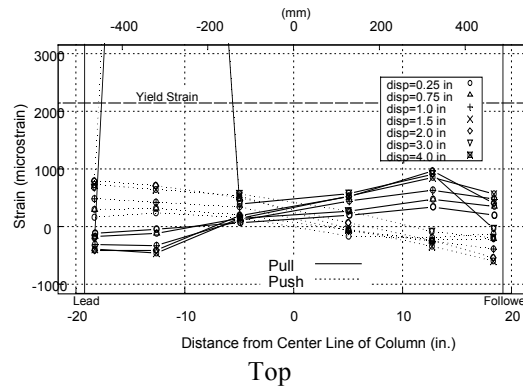 (mm)
-400 -200 0 200 400
3000
2000
1000
0
-1000
Strain (microstrain)
Yield Strain
disp=0.25 in
disp=0.75 in
disp=1.0 in
disp=1.5 in
disp=2.0 in
disp=3.0 in
disp=4.0 in
Pull
Push
Lead
Followe
-20 -10 0 10 20
Distance from Center Line of Column (in.)
Top